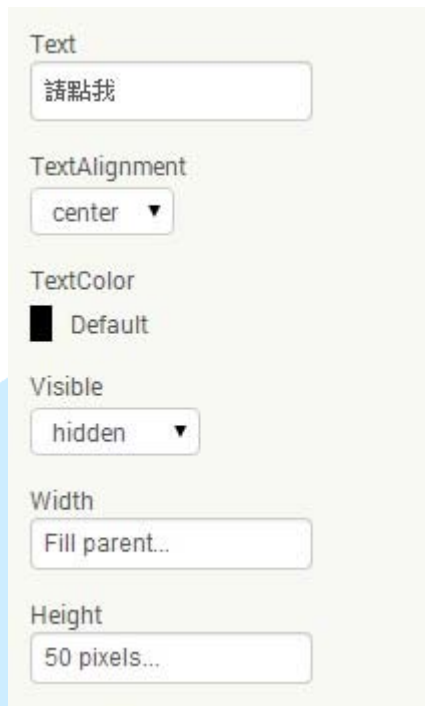 Text
請點我
TextAlignment
center
TextColor
Default
Visible
hidden
Width
Fill parent...
Height
50 pixels...